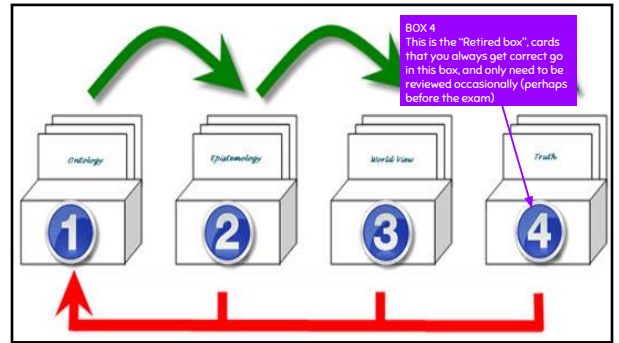 BOX 4
This is the "Retired box", cards
that you always get correct go
in this box, and only need to be
reviewed occasionally (perhaps
before the exam)
Ontology
Epistemology
World View
Truth
1
2
3
4